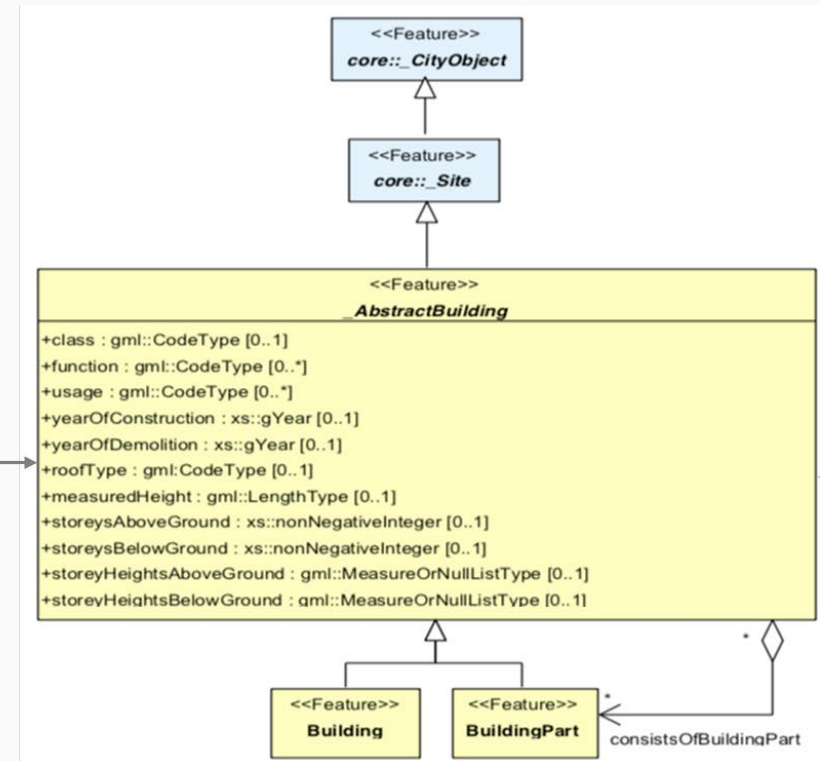 <<Feature>>
core::_CityObject
<<Feature>>
core::_Site
<<Feature>>
_AbstractBuilding
+class : gml::CodeType [0..1]
+function : gml::CodeType [0..*]
+usage : gml::CodeType [0..*]
+yearOfConstruction : xs::gYear [0..1]
+yearOfDemolition : xs::gYear [0..1]
+roofType : gml:CodeType [0..1]
+measuredHeight : gml::LengthType [0..1]
+storeysAboveGround : xs::nonNegativeInteger [0..1]
+storeysBelowGround : xs::nonNegativeInteger [0..1]
+storeyHeightsAboveGround : gml::MeasureOrNullListType [0..1]
+storeyHeightsBelowGround : gml::MeasureOrNullListType [0..1]
*
<<Feature>>
Building
<<Feature>>
BuildingPart
*
consistsOfBuildingPart